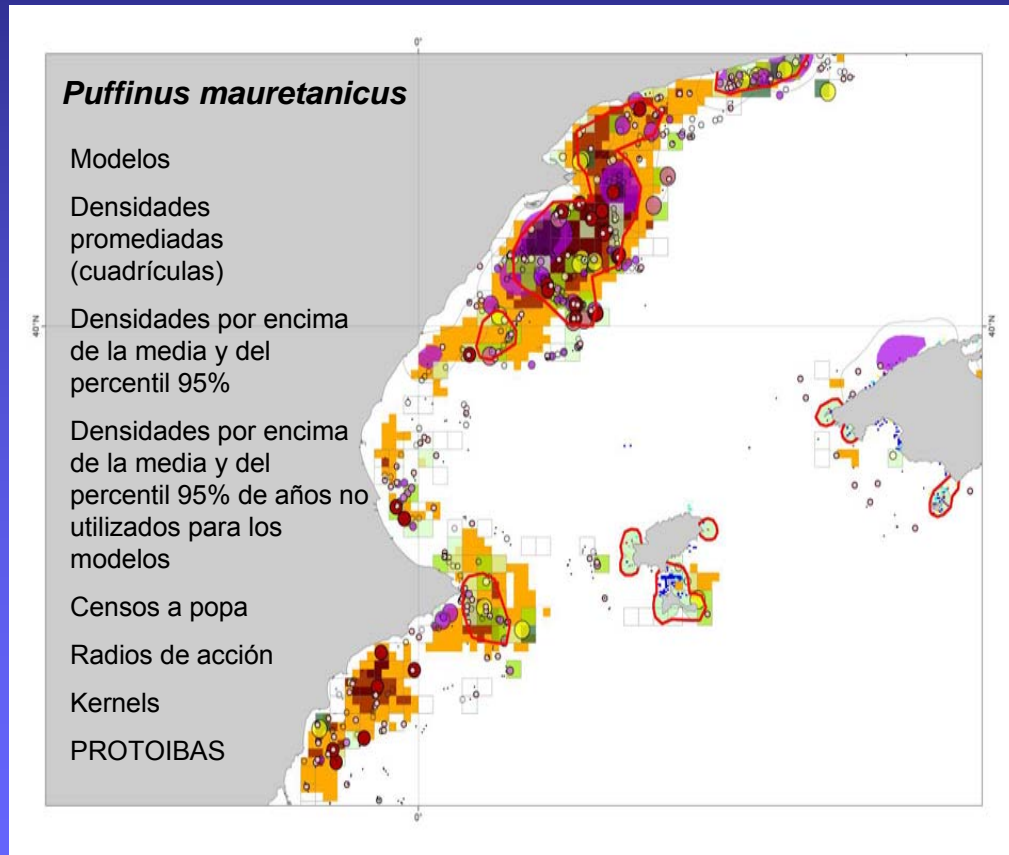 0°
Puffinus mauretanicus
Modelos
Densidades
promediadas
(cuadrículas)
Densidades por encima
de la media y del
percentil 95%
Densidades por encima
de la media y del
percentil 95% de años no
utilizados para los
modelos
Censos a popa
Radios de acción
Kernels
PROTOIBAS
40°N
40°N
0°